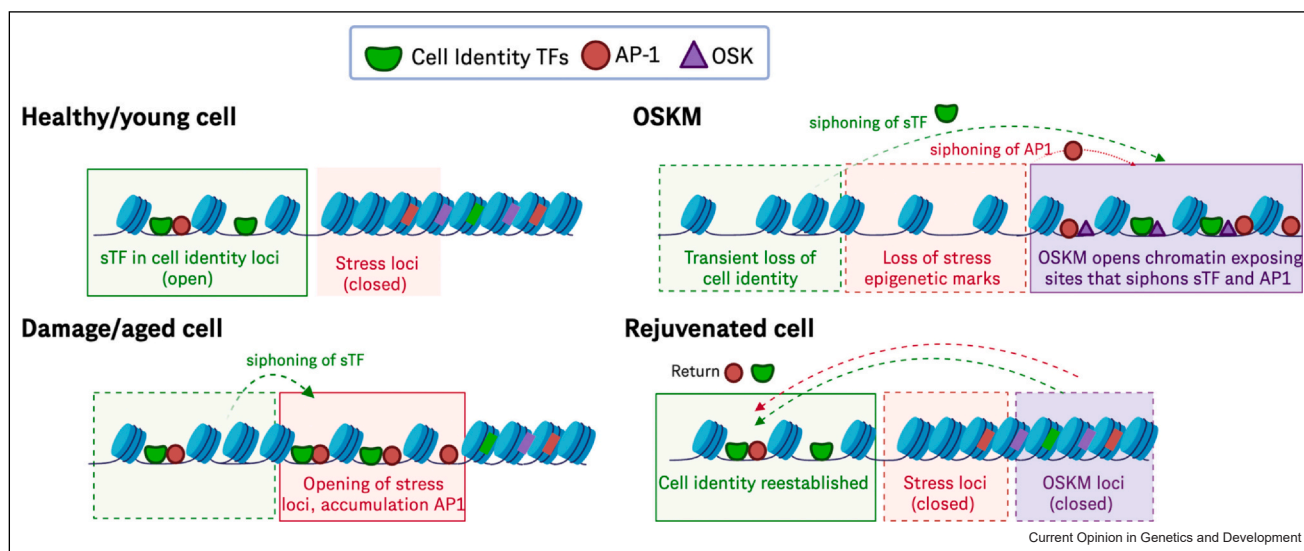 Cell Identity TFs AP-1 OSK
Healthy/young cell
sTF in cell identity loci
(open)
Stress loci
(closed)
OSKM
siphoning of sTF
siphoning of AP1
Transient loss of
cell identity
Loss of stress
epigenetic marks
OSKM opens chromatin exposing
sites that siphons sTF and AP1
Damage/aged cell
siphoning of sTF
Opening of stress
loci, accumulation AP1
Rejuvenated cell
Return
Cell identity reestablished
Stress loci
(closed)
OSKM loci
(closed)
Current Opinion in Genetics and Development